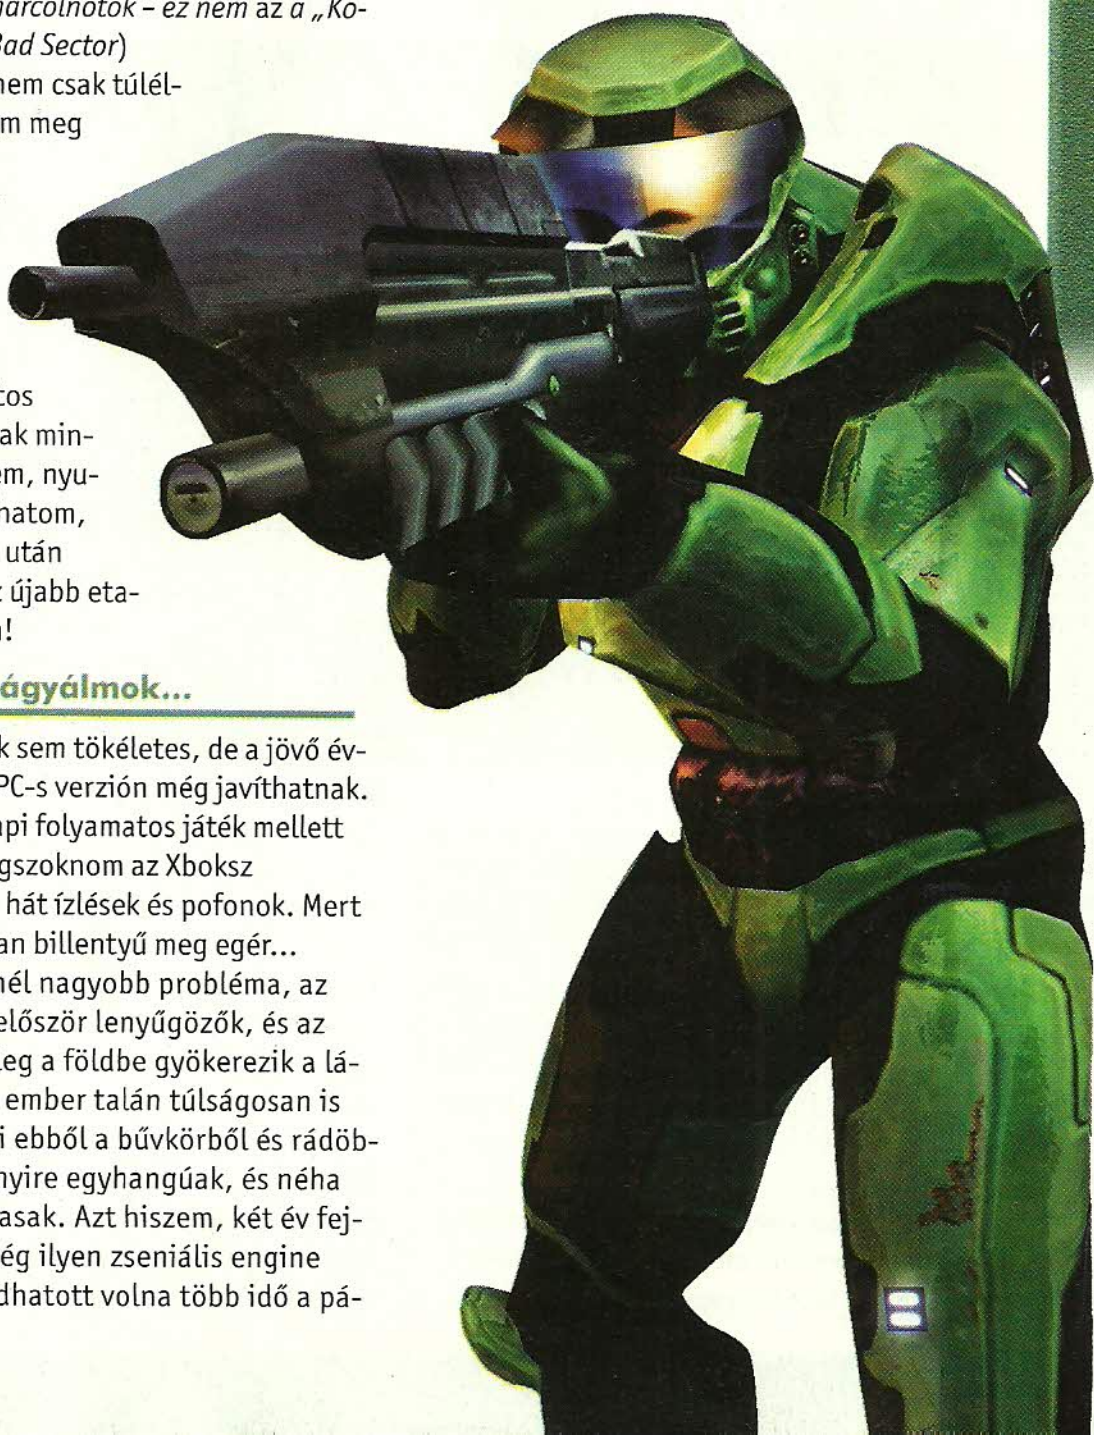 harcolnotok – ez nem az a „Ko-
Bad Sector)
nem csak túlél-
m meg
tos
ak min-
em, nyu-
hatom,
után
újabb eta-
!
ágyálmok...
k sem tökéletes, de a jövő év-
PC-s verzión még javíthatnak.
api folyamatos játék mellett
gszoknom az Xboksz
hát ízlések és pofonok. Mert
an billentyű meg egér...
nél nagyobb probléma, az
először lenyűgözők, és az
leg a földbe gyökerezik a lá-
ember talán túlságosan is
i ebből a bűvkörből és rádöb-
nyire egyhangúak, és néha
asak. Azt hiszem, két év fej-
ég ilyen zseniális engine
dhatott volna több idő a pá-